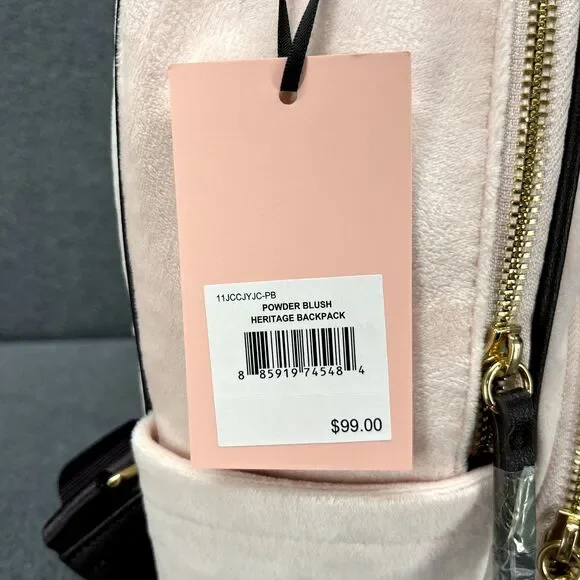 11JCCJYJC-PB
POWDER BLUSH
HERITAGE BACKPACK
8 85919 74548 4
$99.00